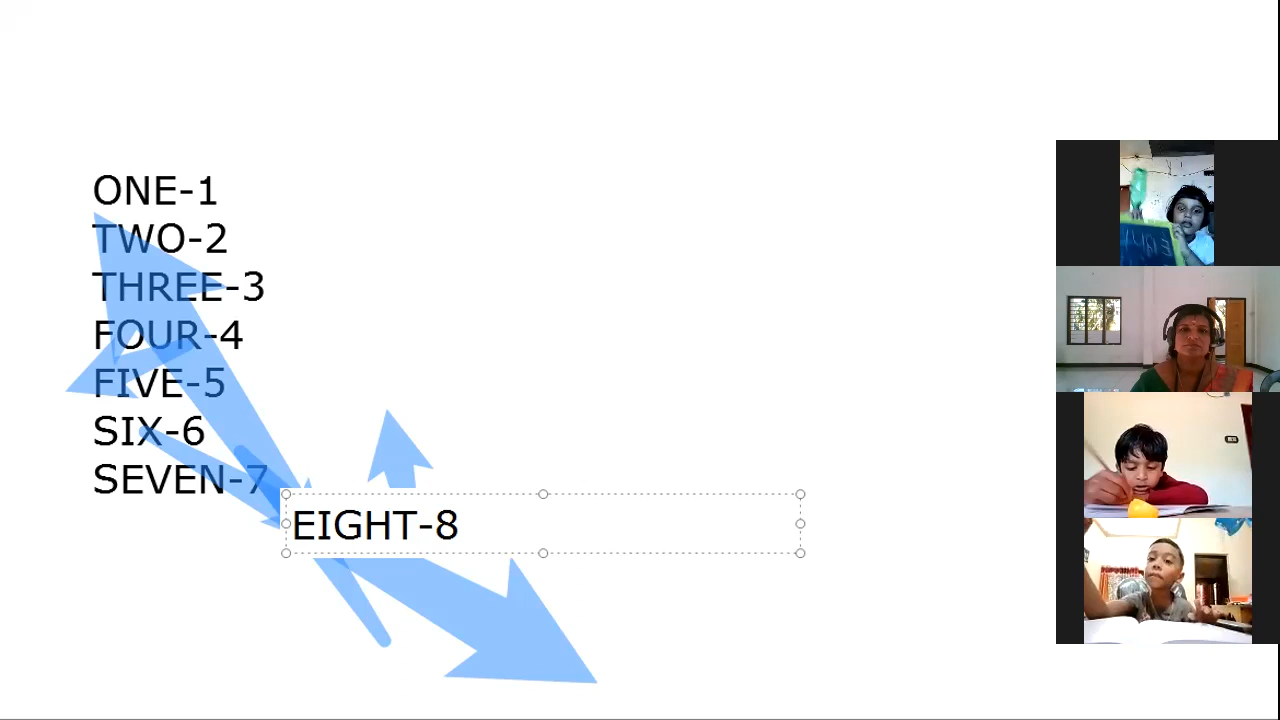 ONE-1
TWO-2
THREE-3
FOUR-4
FIVE-5
SIX-6
SEVEN-7
EIGHT-8